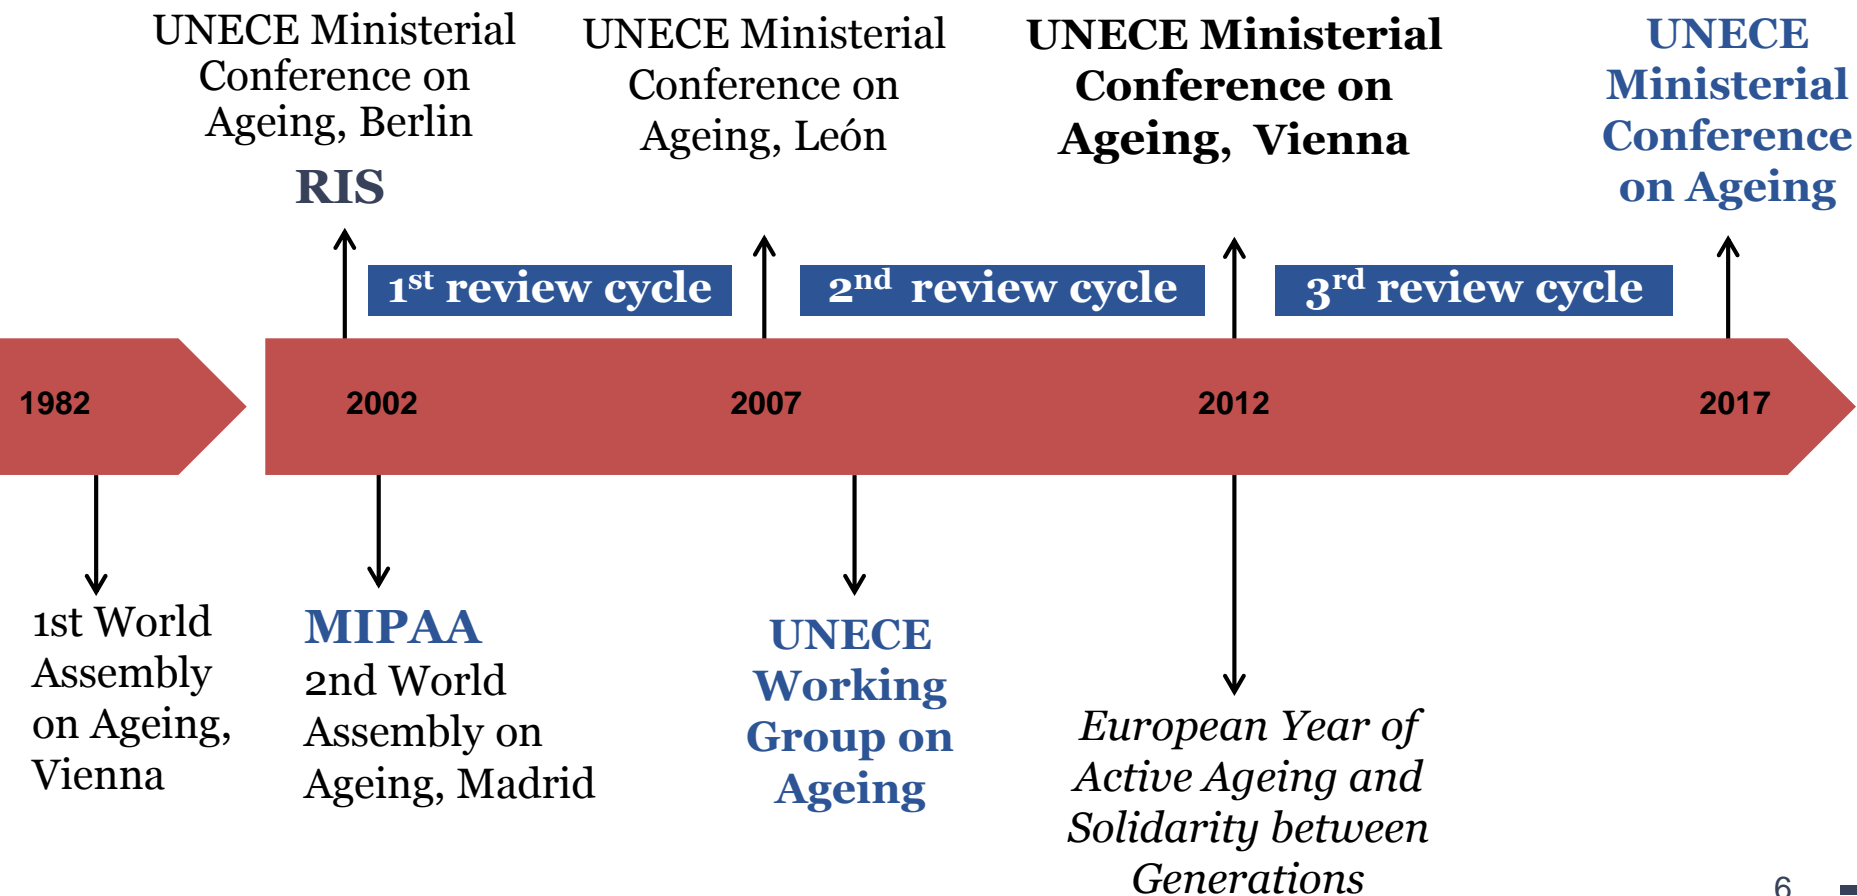 UNECE Ministerial
Conference on
Ageing, Berlin
RIS
UNECE Ministerial
Conference on
Ageing, León
UNECE Ministerial
Conference on
Ageing, Vienna
UNECE
Ministerial
Conference
on Ageing
1st review cycle
2nd review cycle
3rd review cycle
1982
2002
2007
2012
2017
1st World
Assembly
on Ageing,
Vienna
MIPAA
2nd World
Assembly on
Ageing, Madrid
UNECE
Working
Group on
Ageing
European Year of
Active Ageing and
Solidarity between
Generations
6